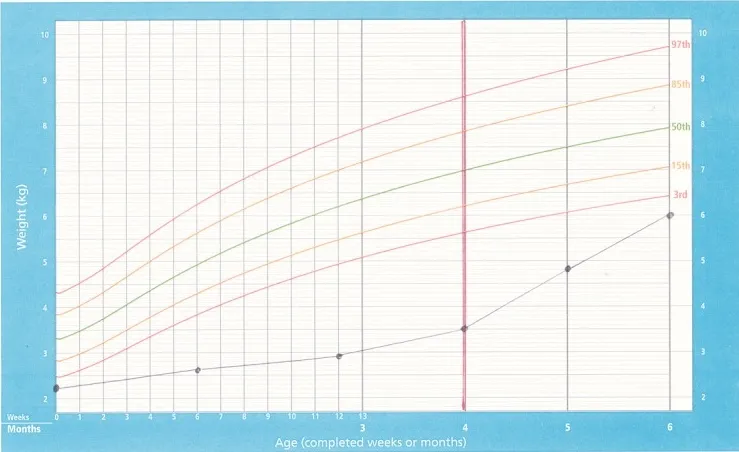 10 10
97th
9 85th 9
8 50th 8
7 15th 7
3rd
6 6
5 5
4 4
3 3
2 2
Weight (kg)
Weeks 0 1 2 3 4 5 6 7 8 9 10 11 12 13
Months 3 4 5 6
Age (completed weeks or months)